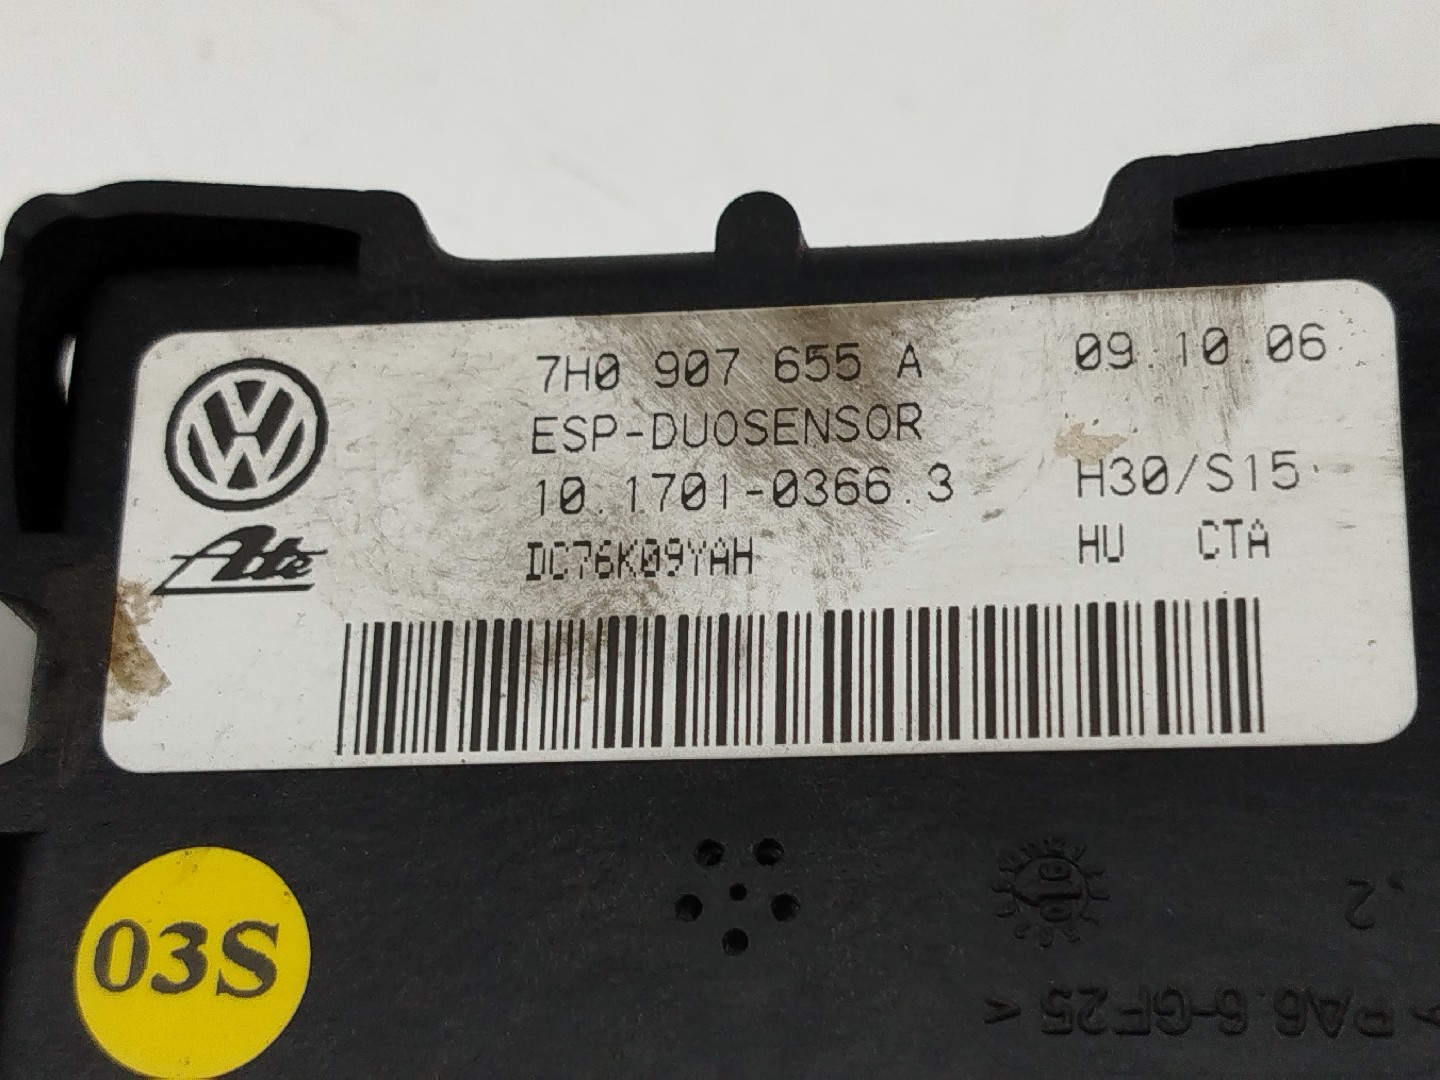 7H0 907 655 A 09.10.06
ESP-DUOSENSOR
10.1701-0366.3 H30/S15
Ate DC76K09YAH HU CTA
03S
.2
>PA6.6-GF25<